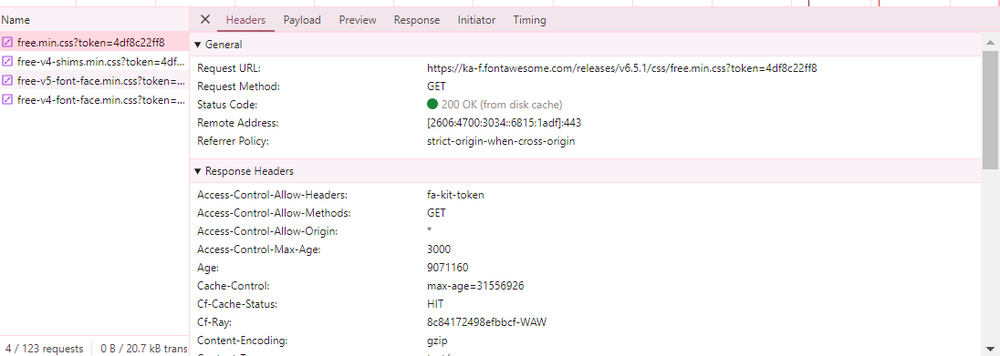 Name
Headers Payload Preview Response Initiator Timing
free.min.css?token=4df8c22ff8
free-v4-shims.min.css?token=4df...
free-v5-font-face.min.css?token=...
free-v4-font-face.min.css?token=...
4 / 123 requests 0 B / 20.7 kB trans
General
Request URL: https://ka-f.fontawesome.com/releases/v6.5.1/css/free.min.css?token=4df8c22ff8
Request Method: GET
Status Code: 200 OK (from disk cache)
Remote Address: [2606:4700:3034::6815:1adf]:443
Referrer Policy: strict-origin-when-cross-origin
Response Headers
Access-Control-Allow-Headers: fa-kit-token
Access-Control-Allow-Methods: GET
Access-Control-Allow-Origin: *
Access-Control-Max-Age: 3000
Age: 9071160
Cache-Control: max-age=31556926
Cf-Cache-Status: HIT
Cf-Ray: 8c84172498efbbcf-WAW
Content-Encoding: gzip